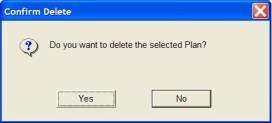 Confirm Delete
Do you want to delete the selected Plan?
Yes
No